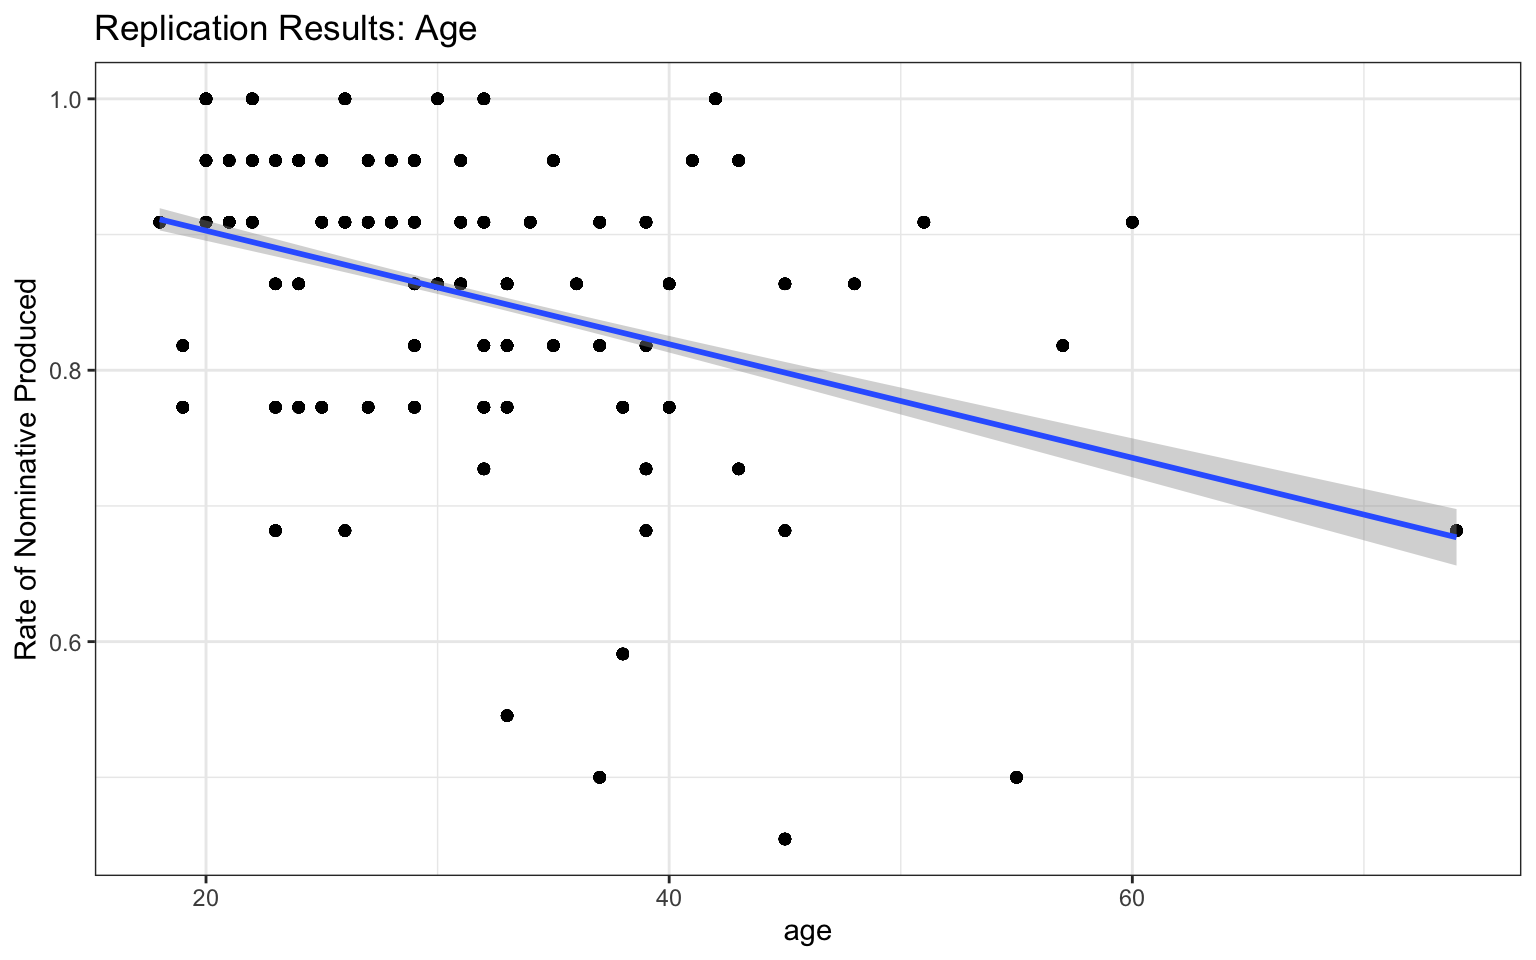 Replication Results: Age
1.0
0.8
0.6
Rate of Nominative Produced
20 40 60
age